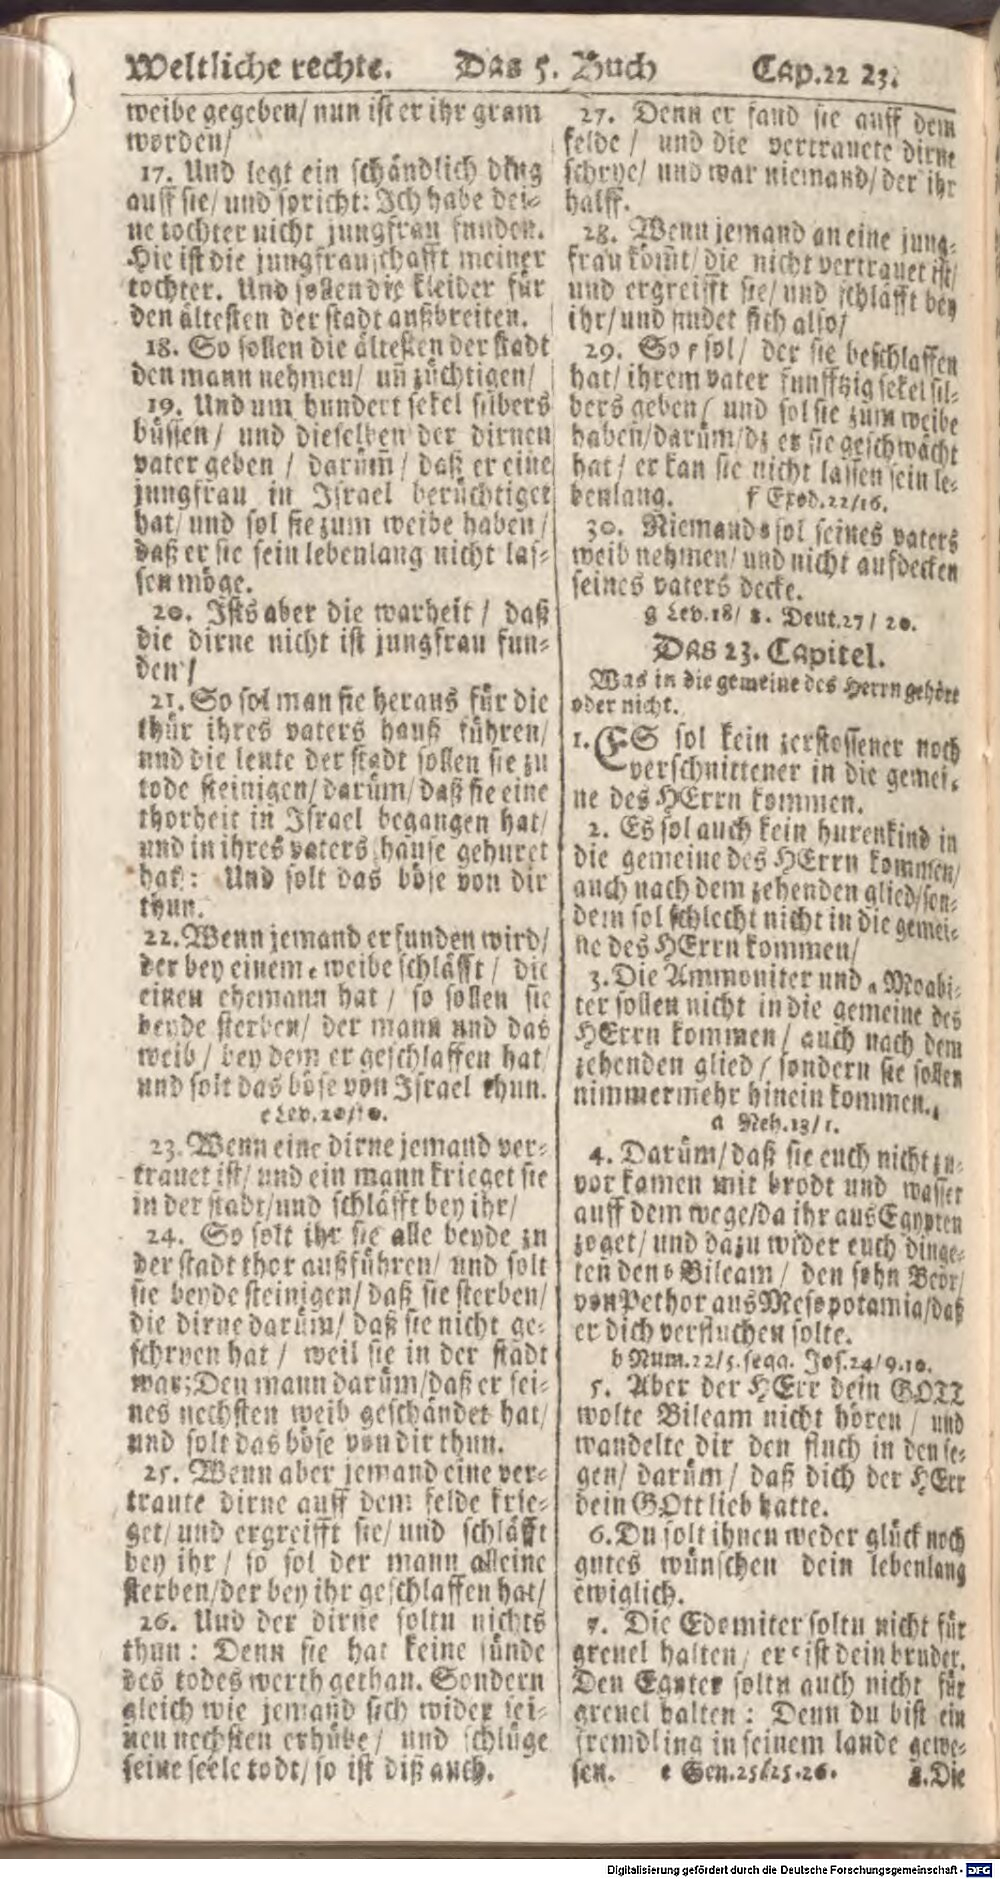 Weltliche rechte. Das 5. Buch Cap.22 23.
weibe gegeben/ nun ist er ihr gram
worden/
17. Und legt ein schändlich ding
auff sie/ und spricht: Ich habe dei-
ne tochter nicht jungfrau funden.
Hie ist die jungfrauschafft meiner
tochter. Und sollen die kleider für
den ältesten der stadt außbreiten.
18. So sollen die ältesten der stadt
den mann nehmen/ uñ züchtigen/
19. Und um hundert sekel silbers
büssen/ und dieselben der dirnen
vater geben / darüm̃/ daß er eine
jungfrau in Israel berüchtiget
hat/ und sol sie zum weibe haben/
daß er sie sein lebenlang nicht las-
sen möge.
20. Ists aber die warheit / daß
die dirne nicht ist jungfrau fun-
den/
21. So sol man sie heraus für die
thür ihres vaters hauß führen/
und die leute der stadt sollen sie zu
tode steinigen/ darüm/ daß sie eine
thorheit in Israel begangen hat/
und in ihres vaters hause gehuret
hat: Und solt das böse von dir
thun.
22. Wenn jemand erfunden wird/
der bey einem e weibe schläfft / die
einen ehemann hat / so sollen sie
beyde sterben/ der mann und das
weib / bey dem er geschlaffen hat/
und solt das böse von Israel thun.
e Lev.20/10.
23. Wenn eine dirne jemand ver-
trauet ist/ und ein mann krieget sie
in der stadt/und schläfft bey ihr/
24. So solt ihr sie alle beyde zu
der stadt thor außführen/ und solt
sie beyde steinigen/ daß sie sterben/
die dirne darüm/ daß sie nicht ge-
schryen hat / weil sie in der stadt
war; Den mann darüm/daß er sei-
nes nechsten weib geschändet hat/
und solt das böse von dir thun.
25. Wenn aber jemand eine ver-
traute dirne auff dem felde krie-
get/ und ergreifft sie/ und schläfft
bey ihr / so sol der mann alleine
sterben/der bey ihr geschlaffen hat/
26. Und der dirne soltu nichts
thun: Denn sie hat keine sünde
des todes werth gethan. Sondern
gleich wie jemand sich wider sei-
nen nechsten erhübe/ und schlüge
seine seele todt/ so ist diß auch.
27. Denn er fand sie auff dem
felde / und die vertrauete dirne
schrye/ und war niemand/ der ihr
halff.
28. Wenn jemand an eine jung-
frau kom̃t/ die nicht vertrauet ist/
und ergreifft sie/ und schläfft bey
ihr/ und findet sich also/
29. So f sol/ der sie beschlaffen
hat/ ihrem vater funfftzig sekel sil-
bers geben/ und sol sie zum weibe
haben/darüm/dz er sie geschwächt
hat/ er kan sie nicht lassen sein le-
benlang. f Exod.22/16.
30. Niemand g sol seines vaters
weib nehmen/ und nicht aufdecken
seines vaters decke.
g Lev.18/ 8. Deut.27/ 20.
Das 23. Capitel.
Was in die gemeine des Herrn gehöre
oder nicht.
1. ES sol kein zerstossener noch
verschnittener in die gemei-
ne des HErrn kommen.
2. Es sol auch kein hurenkind in
die gemeine des HErrn kommen/
auch nach dem zehenden glied/son-
dern sol schlecht nicht in die gemei-
ne des HErrn kommen/
3. Die Ammoniter und a Moabi-
ter sollen nicht in die gemeine des
HErrn kommen/ auch nach dem
zehenden glied / sondern sie sollen
nimmermehr hinein kommen.
a Neh.13/1.
4. Darüm/ daß sie euch nicht zu-
vor kamen mit brodt und wasser
auff dem wege/da ihr aus Egypten
zoget/ und dazu wider euch dinge-
ten den b Bileam/ den sohn Beor/
von Pethor aus Mesopotamia/daß
er dich verfluchen solte.
b Num.22/5.seqq. Jos.24/9.10.
5. Aber der HErr dein GOTT
wolte Bileam nicht hören / und
wandelte dir den fluch in den se-
gen/ darüm/ daß dich der HErr
dein GOtt lieb hatte.
6. Du solt ihnen weder glück noch
gutes wünschen dein lebenlang
ewiglich.
7. Die Edomiter soltu nicht für
greuel halten/ er c ist dein bruder.
Den Egypter soltu auch nicht für
greuel halten: Denn du bist ein
fremdling in seinem lande gewe-
sen. c Gen.25/25.26. 8. Die
Digitalisierung gefördert durch die Deutsche Forschungsgemeinschaft - DFG